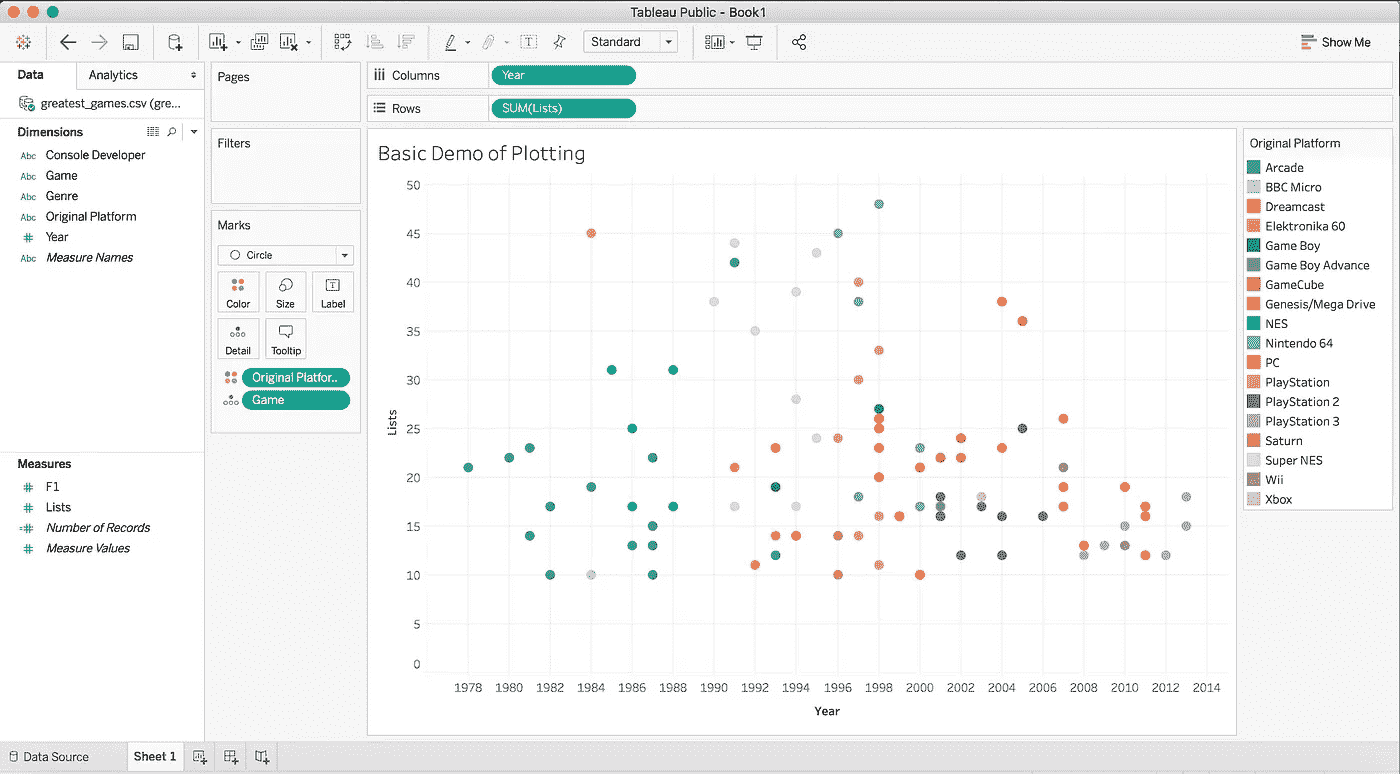 Tableau Public - Book1
Standard
Show Me
Data
Analytics
greatest_games.csv (gre...
Dimensions
Abc Console Developer
Abc Game
Abc Genre
Abc Original Platform
# Year
Abc Measure Names
Measures
# F1
# Lists
=# Number of Records
# Measure Values
Pages
Filters
Marks
Circle
Color
Size
Label
Detail
Tooltip
Original Platfor..
Game
Columns
Year
Rows
SUM(Lists)
Basic Demo of Plotting
50
45
40
35
30
25
20
15
10
5
0
Lists
1978 1980 1982 1984 1986 1988 1990 1992 1994 1996 1998 2000 2002 2004 2006 2008 2010 2012 2014
Year
Original Platform
Arcade
BBC Micro
Dreamcast
Elektronika 60
Game Boy
Game Boy Advance
GameCube
Genesis/Mega Drive
NES
Nintendo 64
PC
PlayStation
PlayStation 2
PlayStation 3
Saturn
Super NES
Wii
Xbox
Data Source
Sheet 1